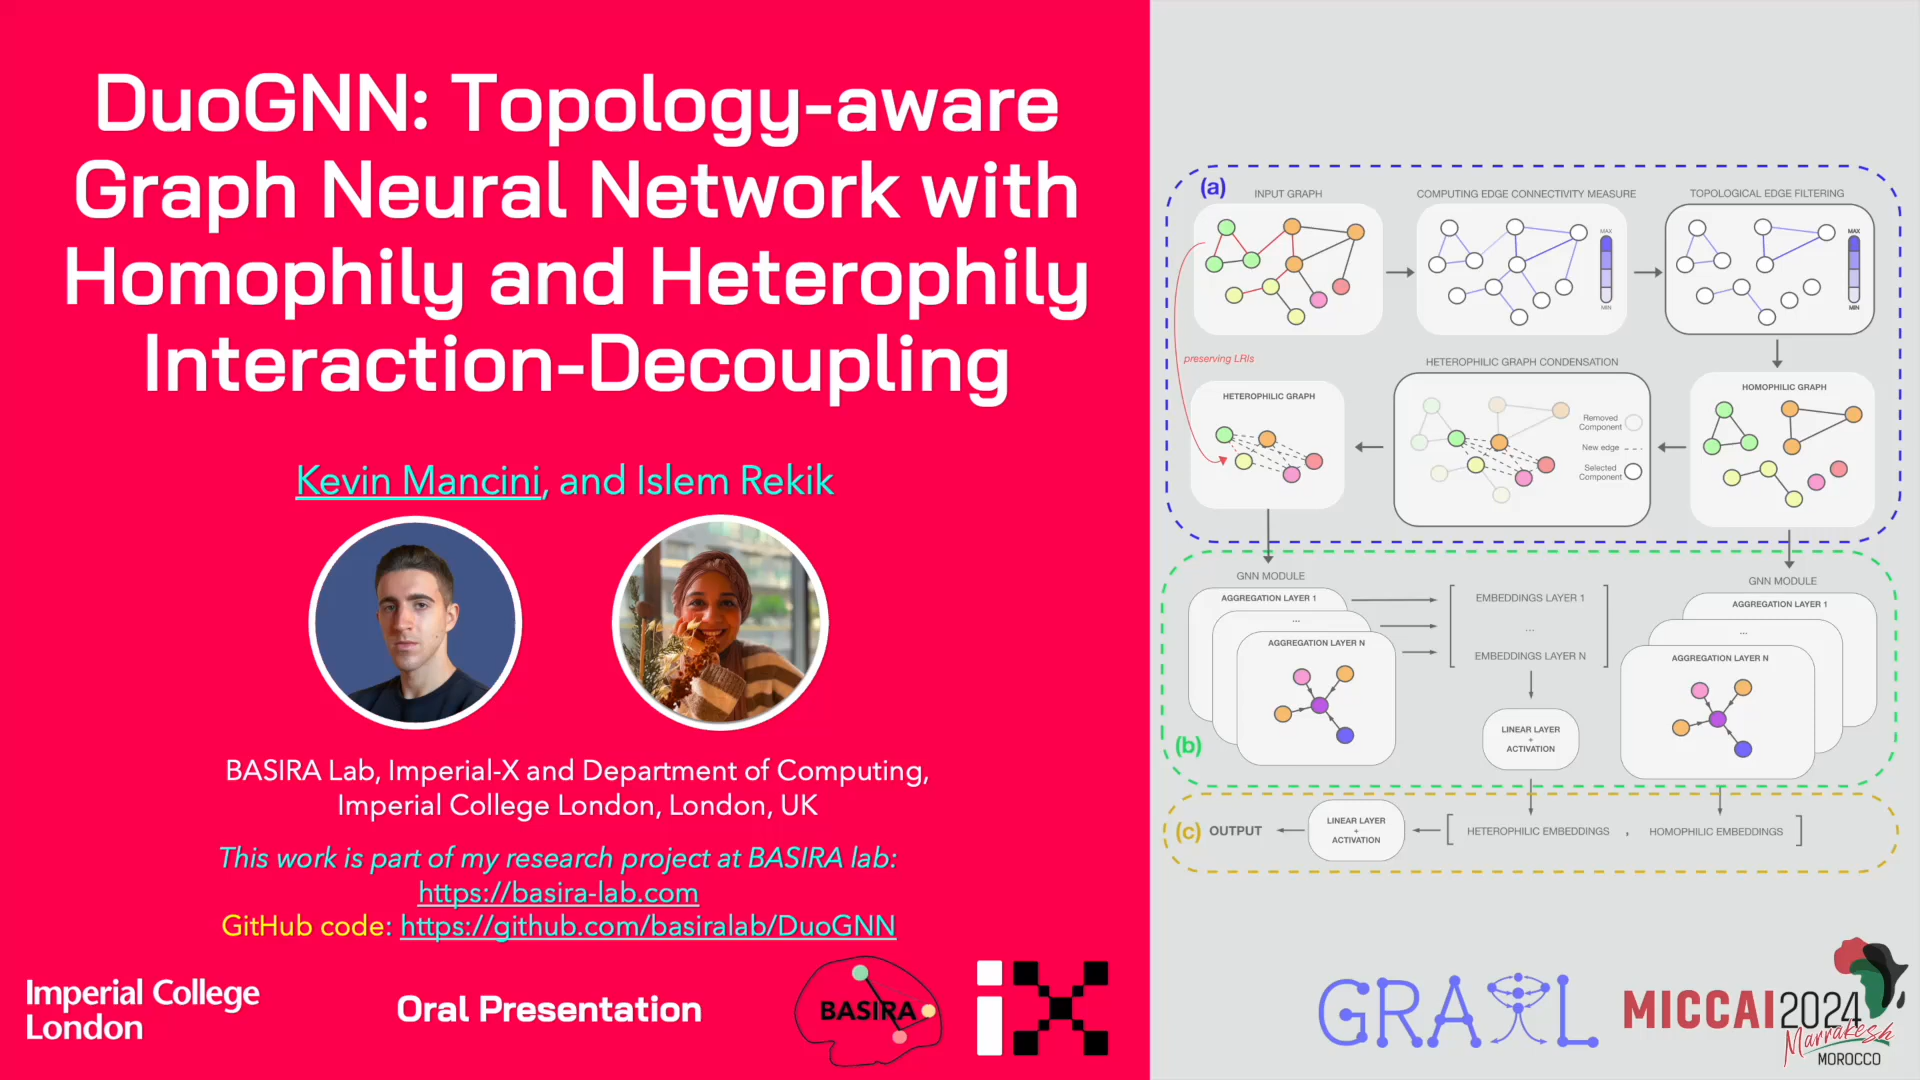 DuoGNN: Topology-aware
Graph Neural Network with
Homophily and Heterophily
Interaction-Decoupling
Kevin Mancini, and Islem Rekik
BASIRA Lab, Imperial-X and Department of Computing,
Imperial College London, London, UK
This work is part of my research project at BASIRA lab:
https://basira-lab.com
GitHub code: https://github.com/basiralab/DuoGNN
Imperial College
London
Oral Presentation
BASIRA
iX
(a)
INPUT GRAPH
COMPUTING EDGE CONNECTIVITY MEASURE
MAX
MIN
TOPOLOGICAL EDGE FILTERING
MAX
MIN
preserving LRIs
HETEROPHILIC GRAPH
HETEROPHILIC GRAPH CONDENSATION
Removed
Component
New edge
Selected
Component
HOMOPHILIC GRAPH
GNN MODULE
AGGREGATION LAYER 1
...
AGGREGATION LAYER N
EMBEDDINGS LAYER 1
...
EMBEDDINGS LAYER N
LINEAR LAYER
+
ACTIVATION
GNN MODULE
AGGREGATION LAYER 1
...
AGGREGATION LAYER N
(b)
(c) OUTPUT
LINEAR LAYER
+
ACTIVATION
HETEROPHILIC EMBEDDINGS , HOMOPHILIC EMBEDDINGS
GRAIL
MICCAI2024
Marrakesh
MOROCCO